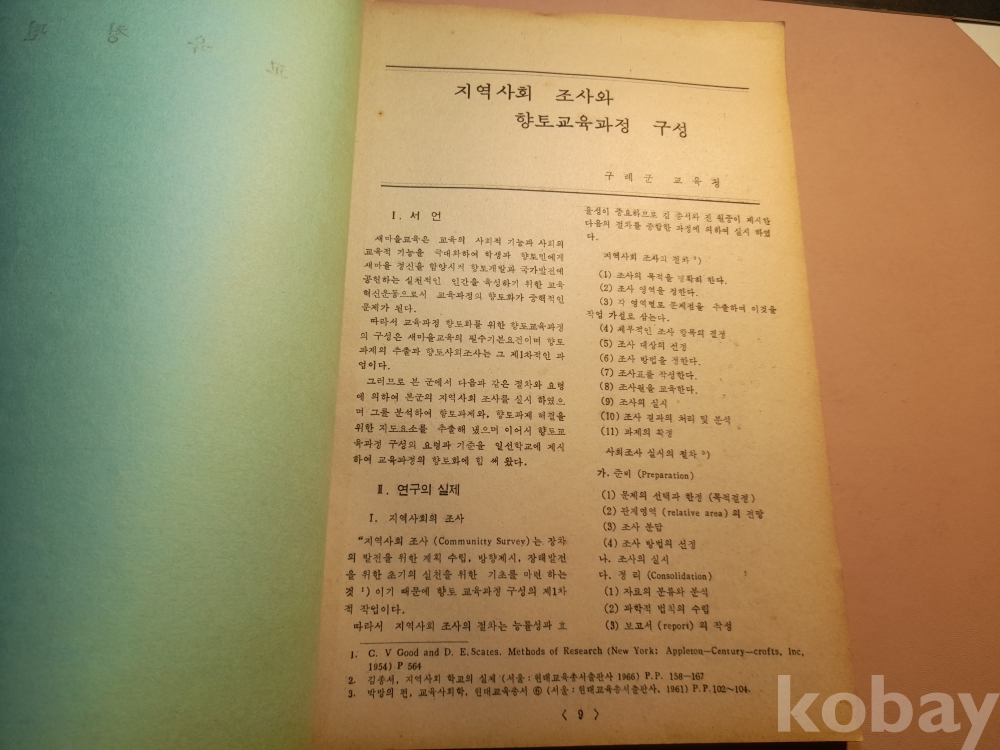 지역사회 조사와
향토교육과정 구성
구례군 교육청
Ⅰ. 서 언
새마을교육은 교육의 사회적 기능과 사회의
교육적 기능을 극대화하여 학생과 향토민에게
새마을 정신을 함양시켜 향토개발과 국가발전에
공헌하는 실천적인 인간을 육성하기 위한 교육
혁신운동으로서 교육과정의 향토화가 중핵적인
문제가 된다.
따라서 교육과정 향토화를 위한 향토교육과정
의 구성은 새마을교육의 필수기본요건이며 향토
과제의 추출과 향토사회조사는 그 제1차적인 과
업이다.
그러므로 본 군에서 다음과 같은 절차와 요령
에 의하여 본군의 지역사회 조사를 실시 하였으
며 그를 분석하여 향토과제와, 향토과제 해결을
위한 지도요소를 추출해 냈으며 이어서 향토교
육과정 구성의 요령과 기준을 일선학교에 제시
하여 교육과정의 향토화에 힘 써 왔다.
Ⅱ. 연구의 실제
Ⅰ. 지역사회의 조사
“지역사회 조사 (Communitty Survey)는 장차
의 발전을 위한 계획 수립, 방향제시, 장해발전
을 위한 초기의 실천을 위한 기초를 마련 하는
것 ¹) 이기 때문에 향토 교육과정 구성의 제1차
적 작업이다.
따라서 지역사회 조사의 절차는 능률성과 효
율성이 중요하므로 김 종서와 진 원중이 제시한
다음의 절차를 종합한 과정에 의하여 실시 하였
다.
지역사회 조사의 절차 ²)
(1) 조사의 목적을 명확히 한다.
(2) 조사 영역을 정한다.
(3) 각 영역별로 문제점을 추출하여 이것을
작업 가설로 삼는다.
(4) 세부적인 조사 항목의 결정
(5) 조사 대상의 선정
(6) 조사 방법을 정한다.
(7) 조사표를 작성한다.
(8) 조사원을 교육한다.
(9) 조사의 실시
(10) 조사 결과의 처리 및 분석
(11) 과제의 확정
사회조사 실시의 절차 ³)
가. 준비 (Preparation)
(1) 문제의 선택과 한정 (목적결정)
(2) 관계영역 (relative area) 의 전망
(3) 조사 분담
(4) 조사 방법의 선정
나. 조사의 실시
다. 정 리 (Consolidation)
(1) 자료의 분류와 분석
(2) 과학적 법칙의 수립
(3) 보고서 (report) 의 작성
1. C. V Good and D. E. Scates. Methods of Research (New York: Appleton—Century—crofts, Inc,
1954) P 564
2. 김종서, 지역사회 학교의 실제 (서울 : 현대교육총서출판사 1966) P. P. 158—167
3. 박방의 편, 교육사회학, 현대교육총서 ⑥ (서울 : 현대교육총서출판사, 1961) P. P. 102〜104.
〈 9 〉
kobay